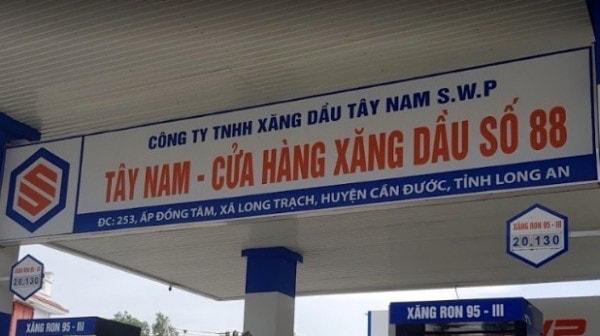 CÔNG TY TNHH XĂNG DẦU TÂY NAM S.W.P
TÂY NAM - CỬA HÀNG XĂNG DẦU SỐ 88
ĐC: 253, ẤP ĐỒNG TÂM, XÃ LONG TRẠCH, HUYỆN CẦN ĐƯỚC, TỈNH LONG AN
XĂNG RON 95 - III
20,130
XĂNG RON 95 - III
20,130
XĂNG RON 95 - III
XĂNG RON 95 - III